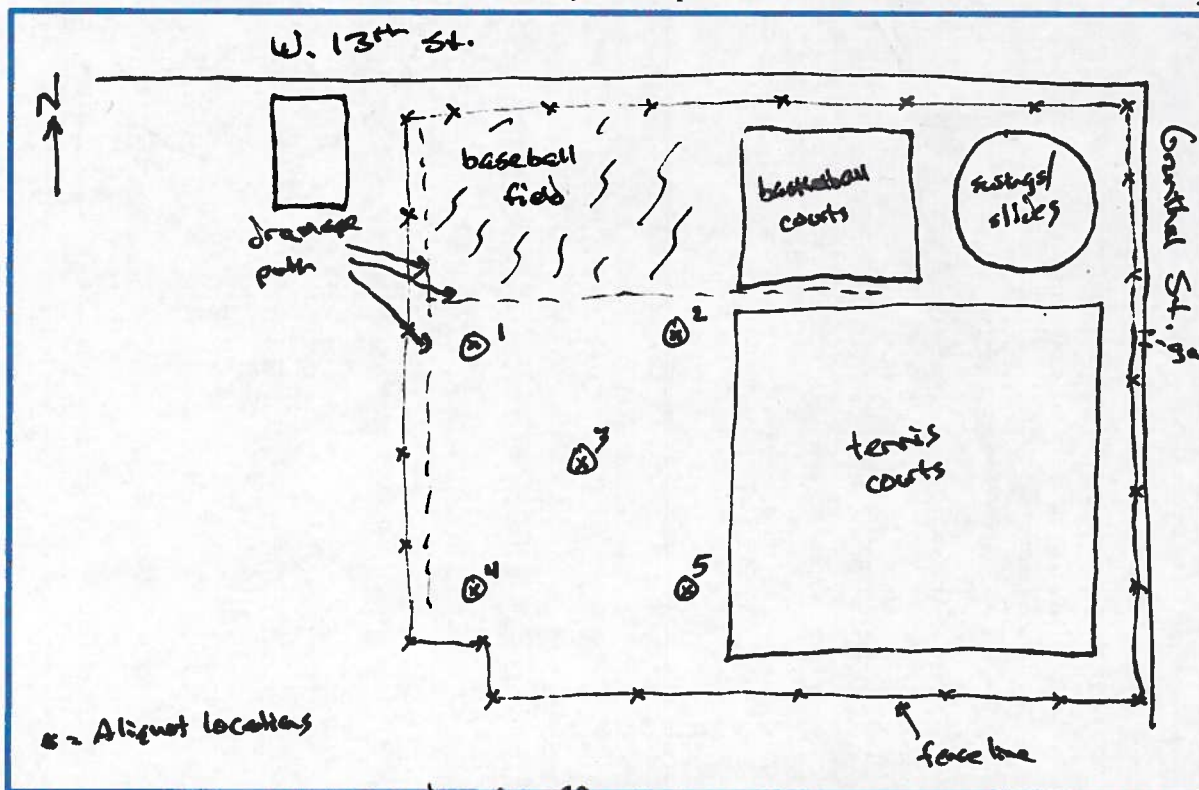 W. 13th St.
N
baseball
field
basketball
courts
swings/
slides
St.
drainage
path
1
2
3
tennis
courts
4
5
= Aliquot locations
fence line